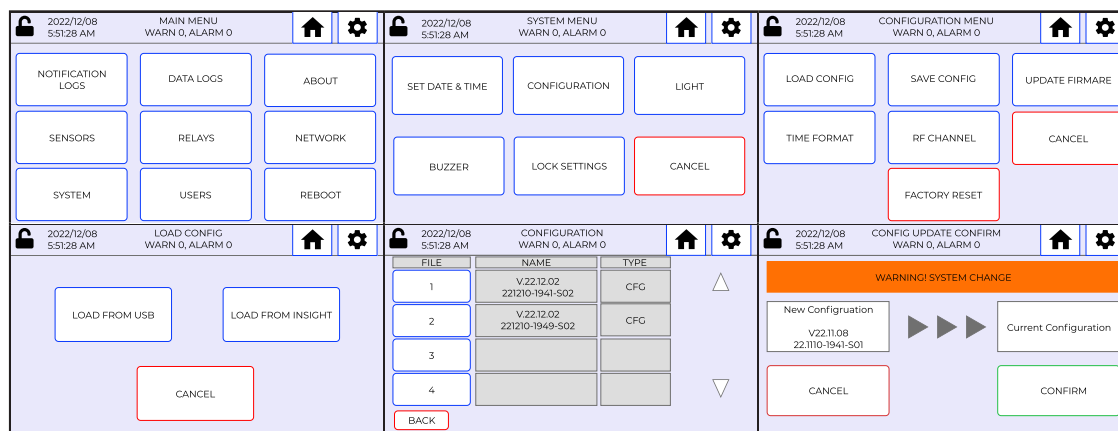 2022/12/08
5:51:28 AM
MAIN MENU
WARN 0, ALARM 0
NOTIFICATION
LOGS
DATA LOGS
ABOUT
SENSORS
RELAYS
NETWORK
SYSTEM
USERS
REBOOT
2022/12/08
5:51:28 AM
SYSTEM MENU
WARN 0, ALARM 0
SET DATE & TIME
CONFIGURATION
LIGHT
BUZZER
LOCK SETTINGS
CANCEL
2022/12/08
5:51:28 AM
CONFIGURATION MENU
WARN 0, ALARM 0
LOAD CONFIG
SAVE CONFIG
UPDATE FIRMARE
TIME FORMAT
RF CHANNEL
CANCEL
FACTORY RESET
2022/12/08
5:51:28 AM
LOAD CONFIG
WARN 0, ALARM 0
LOAD FROM USB
LOAD FROM INSIGHT
CANCEL
2022/12/08
5:51:28 AM
CONFIGURATION
WARN 0, ALARM 0
FILE NAME TYPE
1 V.22.12.02
221210-1941-S02 CFG
2 V.22.12.02
221210-1949-S02 CFG
3
4
BACK
2022/12/08
5:51:28 AM
CONFIG UPDATE CONFIRM
WARN 0, ALARM 0
WARNING! SYSTEM CHANGE
New Configruation
V22.11.08
22.1110-1941-S01
Current Configuration
CANCEL
CONFIRM